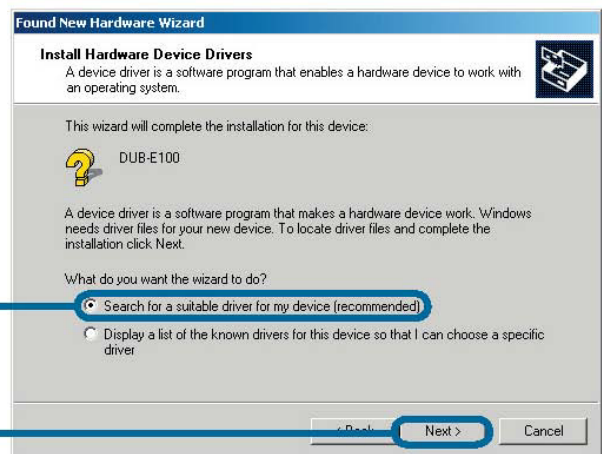 Found New Hardware Wizard
Install Hardware Device Drivers
A device driver is a software program that enables a hardware device to work with
an operating system.
This wizard will complete the installation for this device:
DUB-E100
A device driver is a software program that makes a hardware device work. Windows
needs driver files for your new device. To locate driver files and complete the
installation click Next.
What do you want the wizard to do?
Search for a suitable driver for my device (recommended)
Display a list of the known drivers for this device so that I can choose a specific
driver
Next >
Cancel